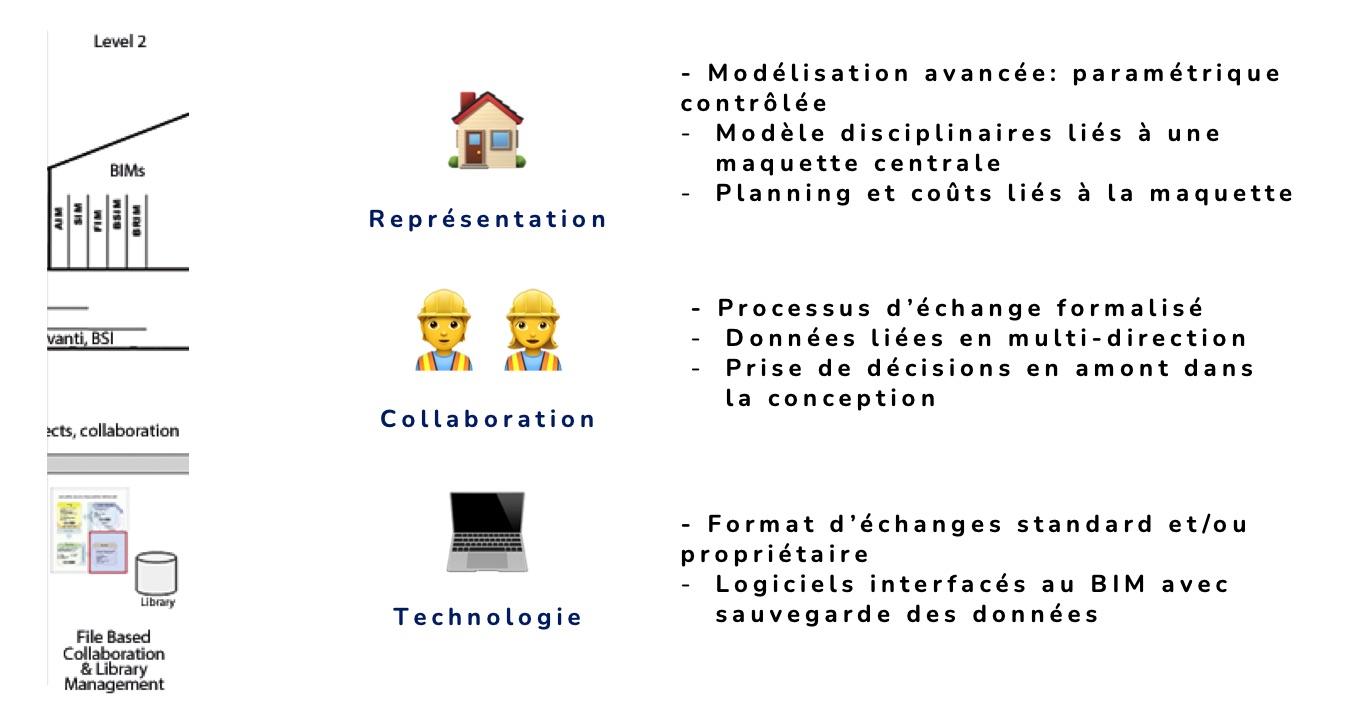 Level 2
BIMs
AIM
SIM
FIM
BSIM
BRIM
vanti, BSI
ects, collaboration
Library
File Based
Collaboration
& Library
Management
Représentation
- Modélisation avancée: paramétrique
contrôlée
- Modèle disciplinaires liés à une
maquette centrale
- Planning et coûts liés à la maquette
Collaboration
- Processus d’échange formalisé
- Données liées en multi-direction
- Prise de décisions en amont dans
la conception
Technologie
- Format d’échanges standard et/ou
propriétaire
- Logiciels interfacés au BIM avec
sauvegarde des données